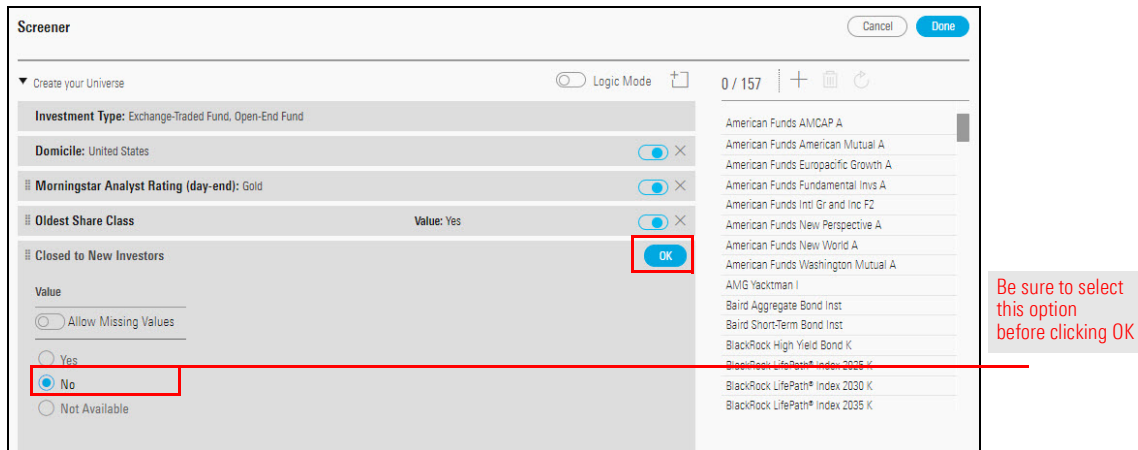 Screener
Cancel
Done
Create your Universe
Logic Mode
0 / 157
Investment Type: Exchange-Traded Fund, Open-End Fund
Domicile: United States
Morningstar Analyst Rating (day-end): Gold
Oldest Share Class
Value: Yes
Closed to New Investors
OK
Value
Allow Missing Values
Yes
No
Not Available
American Funds AMCAP A
American Funds American Mutual A
American Funds Europacific Growth A
American Funds Fundamental Invs A
American Funds Intl Gr and Inc F2
American Funds New Perspective A
American Funds New World A
American Funds Washington Mutual A
AMG Yacktman I
Baird Aggregate Bond Inst
Baird Short-Term Bond Inst
BlackRock High Yield Bond K
BlackRock LifePath® Index 2025 K
BlackRock LifePath® Index 2030 K
BlackRock LifePath® Index 2035 K
Be sure to select
this option
before clicking OK